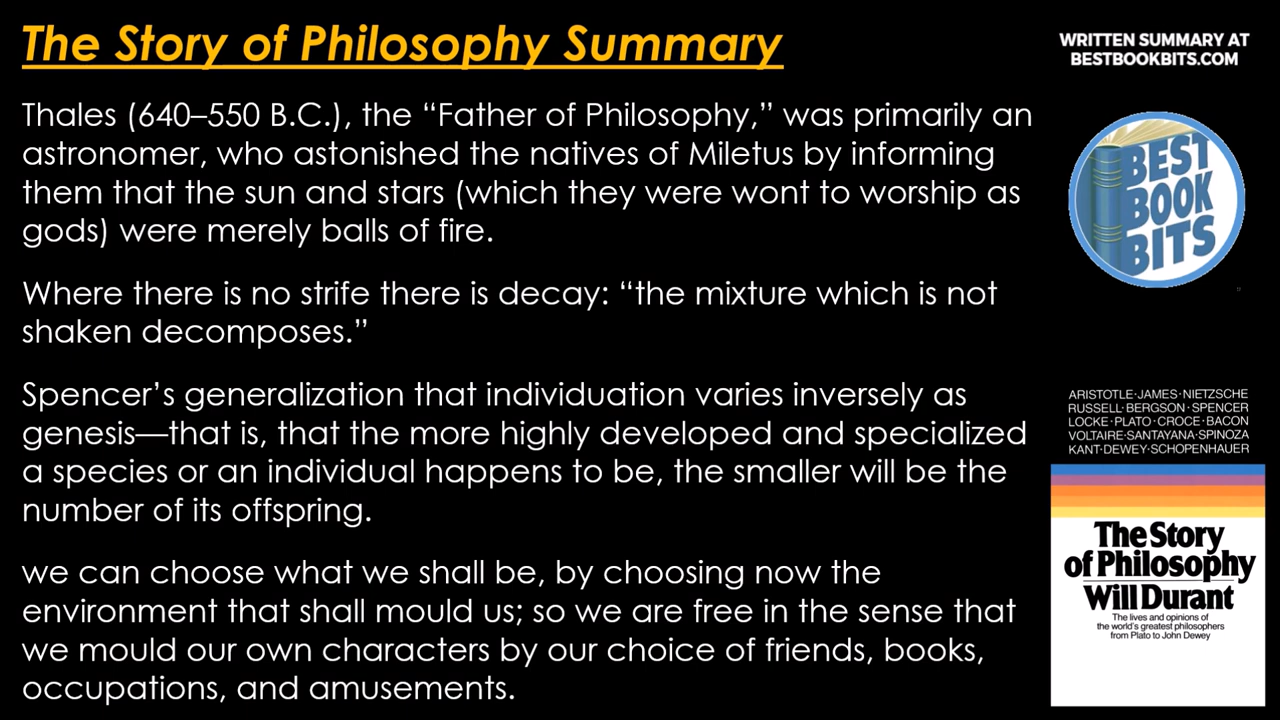 The Story of Philosophy Summary
Thales (640–550 B.C.), the “Father of Philosophy,” was primarily an
astronomer, who astonished the natives of Miletus by informing
them that the sun and stars (which they were wont to worship as
gods) were merely balls of fire.
Where there is no strife there is decay: “the mixture which is not
shaken decomposes.”
Spencer’s generalization that individuation varies inversely as
genesis—that is, that the more highly developed and specialized
a species or an individual happens to be, the smaller will be the
number of its offspring.
we can choose what we shall be, by choosing now the
environment that shall mould us; so we are free in the sense that
we mould our own characters by our choice of friends, books,
occupations, and amusements.
WRITTEN SUMMARY AT
BESTBOOKBITS.COM
BEST
BOOK
BITS
ARISTOTLE·JAMES·NIETZSCHE
RUSSELL·BERGSON·SPENCER
LOCKE·PLATO·CROCE·BACON
VOLTAIRE·SANTAYANA·SPINOZA
KANT·DEWEY·SCHOPENHAUER
The Story
of Philosophy
Will Durant
The lives and opinions of
the world's greatest philosophers
from Plato to John Dewey